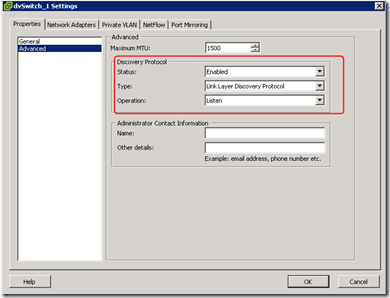 dvSwitch_1 Settings
Properties Network Adapters Private VLAN NetFlow Port Mirroring
General
Advanced
Advanced
Maximum MTU: 1500
Discovery Protocol
Status: Enabled
Type: Link Layer Discovery Protocol
Operation: Listen
Administrator Contact Information
Name:
Other details:
Example: email address, phone number etc.
Help OK Cancel